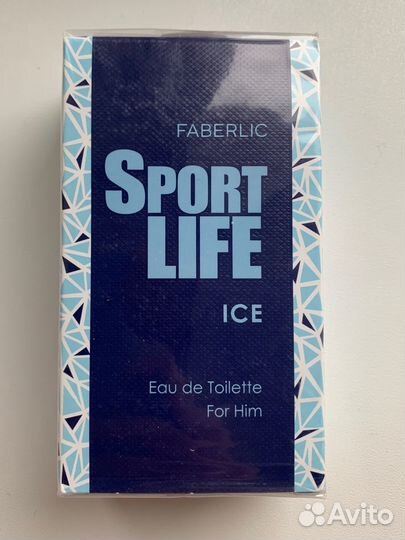 FABERLIC
SPORT
LIFE
ICE
Eau de Toilette
For Him
Avito